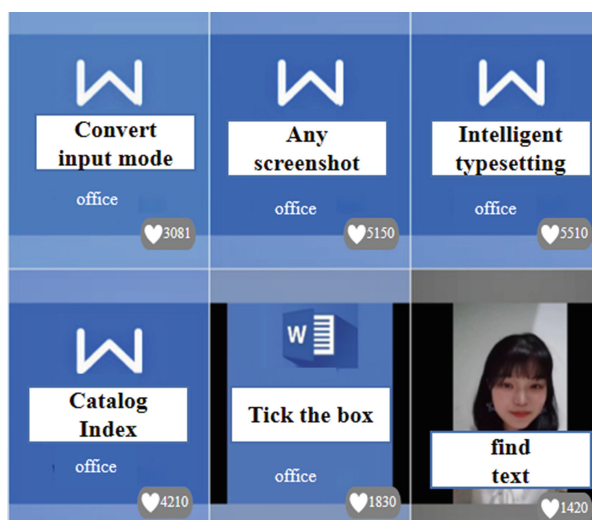 Convert
input mode
office
3081
Any
screenshot
office
5150
Intelligent
typesetting
office
5510
Catalog
Index
office
4210
W
Tick the box
office
1830
find
text
1420